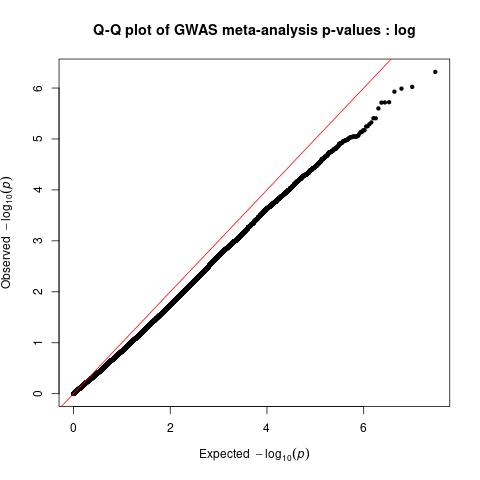 Q-Q plot of GWAS meta-analysis p-values : log
6
5
4
3
2
1
0
Observed −log₁₀(p)
0 2 4 6
Expected −log₁₀(p)